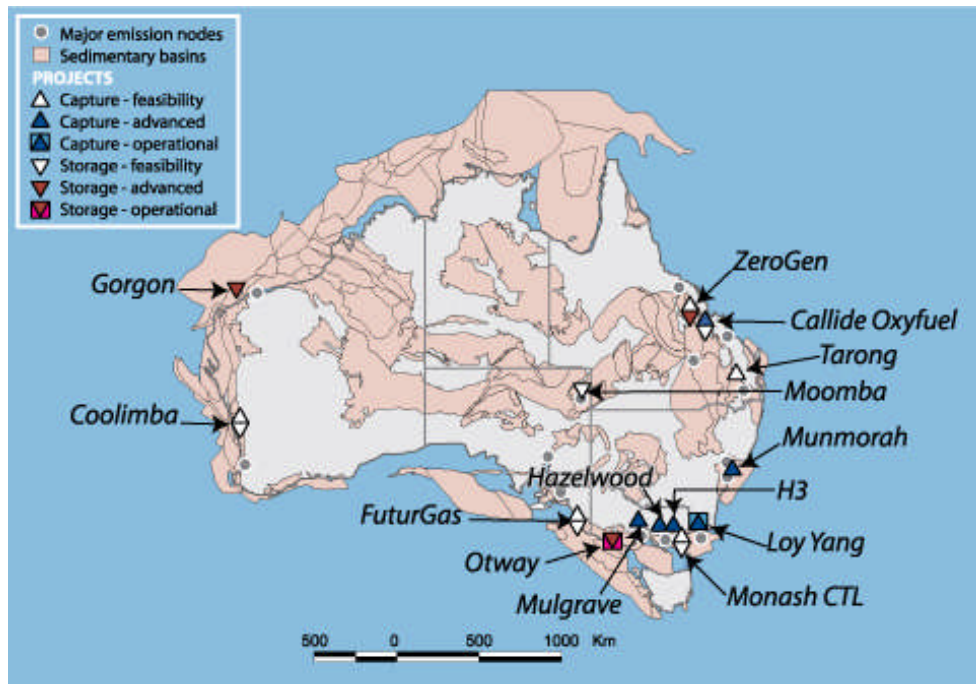 Major emission nodes
Sedimentary basins
PROJECTS
Capture - feasibility
Capture - advanced
Capture - operational
Storage - feasibility
Storage - advanced
Storage - operational
Gorgon
ZeroGen
Callide Oxyfuel
Tarong
Moomba
Coolimba
Munmorah
Hazelwood
H3
FuturGas
Loy Yang
Otway
Mulgrave
Monash CTL
500 0 500 1000 Km